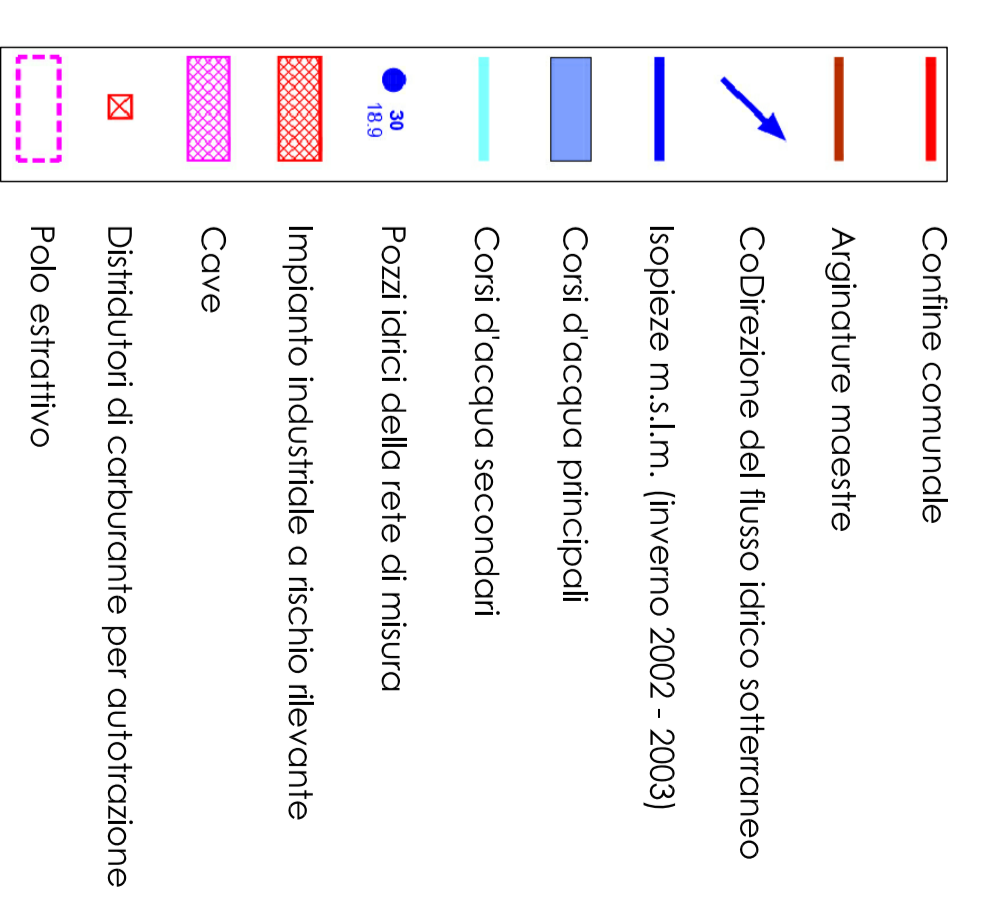 Confine comunale
Arginature maestre
CoDirezione del flusso idrico sotterraneo
Isopieze m.s.l.m. (inverno 2002 - 2003)
Corsi d'acqua principali
Corsi d'acqua secondari
30
18.9
Pozzi idrici della rete di misura
Impianto industriale a rischio rilevante
Cave
Distridutori di carburante per autotrazione
Polo estrattivo